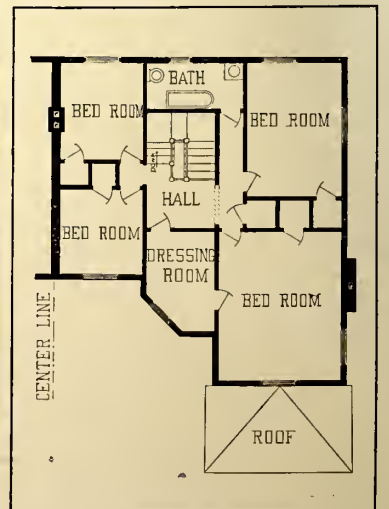 BATH
BED ROOM
BED ROOM
HALL
BED ROOM
DRESSING
ROOM
BED ROOM
CENTER LINE
ROOF